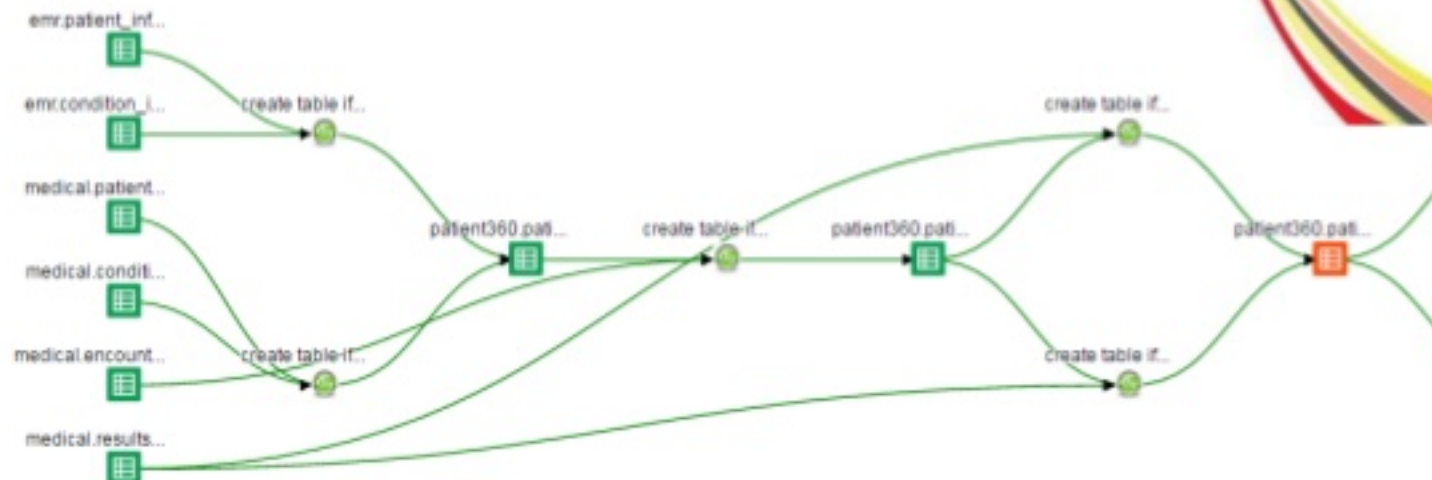 emr.patient_inf...
emr.condition_i...
create table if...
create table if...
medical.patient...
patient360.pati...
create table if...
patient360.pati...
patient360.pati...
medical.conditi...
medical.encount...
create table if...
create table if...
medical.results...